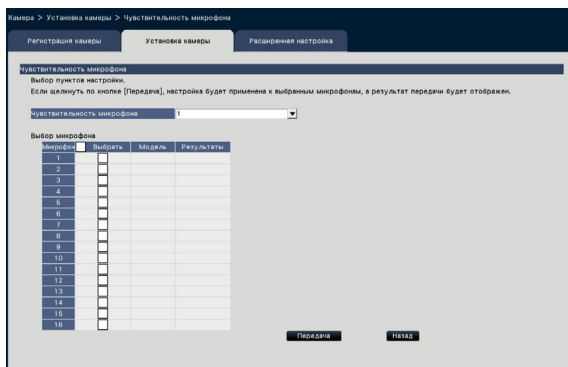 Камера > Установка камеры > Чувствительность микрофона
Регистрация камеры Установка камеры Расширенная настройка
Чувствительность микрофона
Выбор пунктов настройки.
Если щелкнуть по кнопке [Передача], настройка будет применена к выбранным микрофонам, а результат передачи будет отображен.
Чувствительность микрофона 1
Выбор микрофона
Микрофон Выбрать Модель Результаты
1
2
3
4
5
6
7
8
9
10
11
12
13
14
15
16
Передача Назад